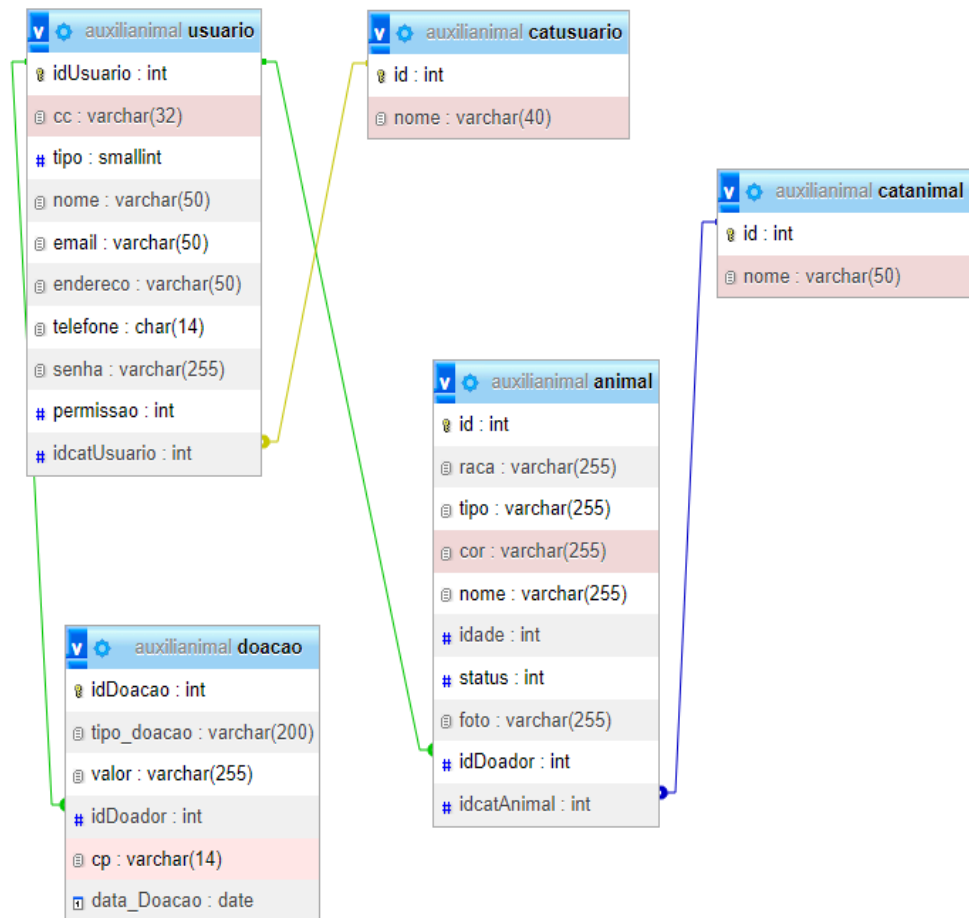 auxilianimal usuario
idUsuario : int
cc : varchar(32)
tipo : smallint
nome : varchar(50)
email : varchar(50)
endereco : varchar(50)
telefone : char(14)
senha : varchar(255)
permissao : int
idcatUsuario : int
auxilianimal catusuario
id : int
nome : varchar(40)
auxilianimal catanimal
id : int
nome : varchar(50)
auxilianimal animal
id : int
raca : varchar(255)
tipo : varchar(255)
cor : varchar(255)
nome : varchar(255)
idade : int
status : int
foto : varchar(255)
idDoador : int
idcatAnimal : int
auxilianimal doacao
idDoacao : int
tipo_doacao : varchar(200)
valor : varchar(255)
idDoador : int
cp : varchar(14)
data_Doacao : date